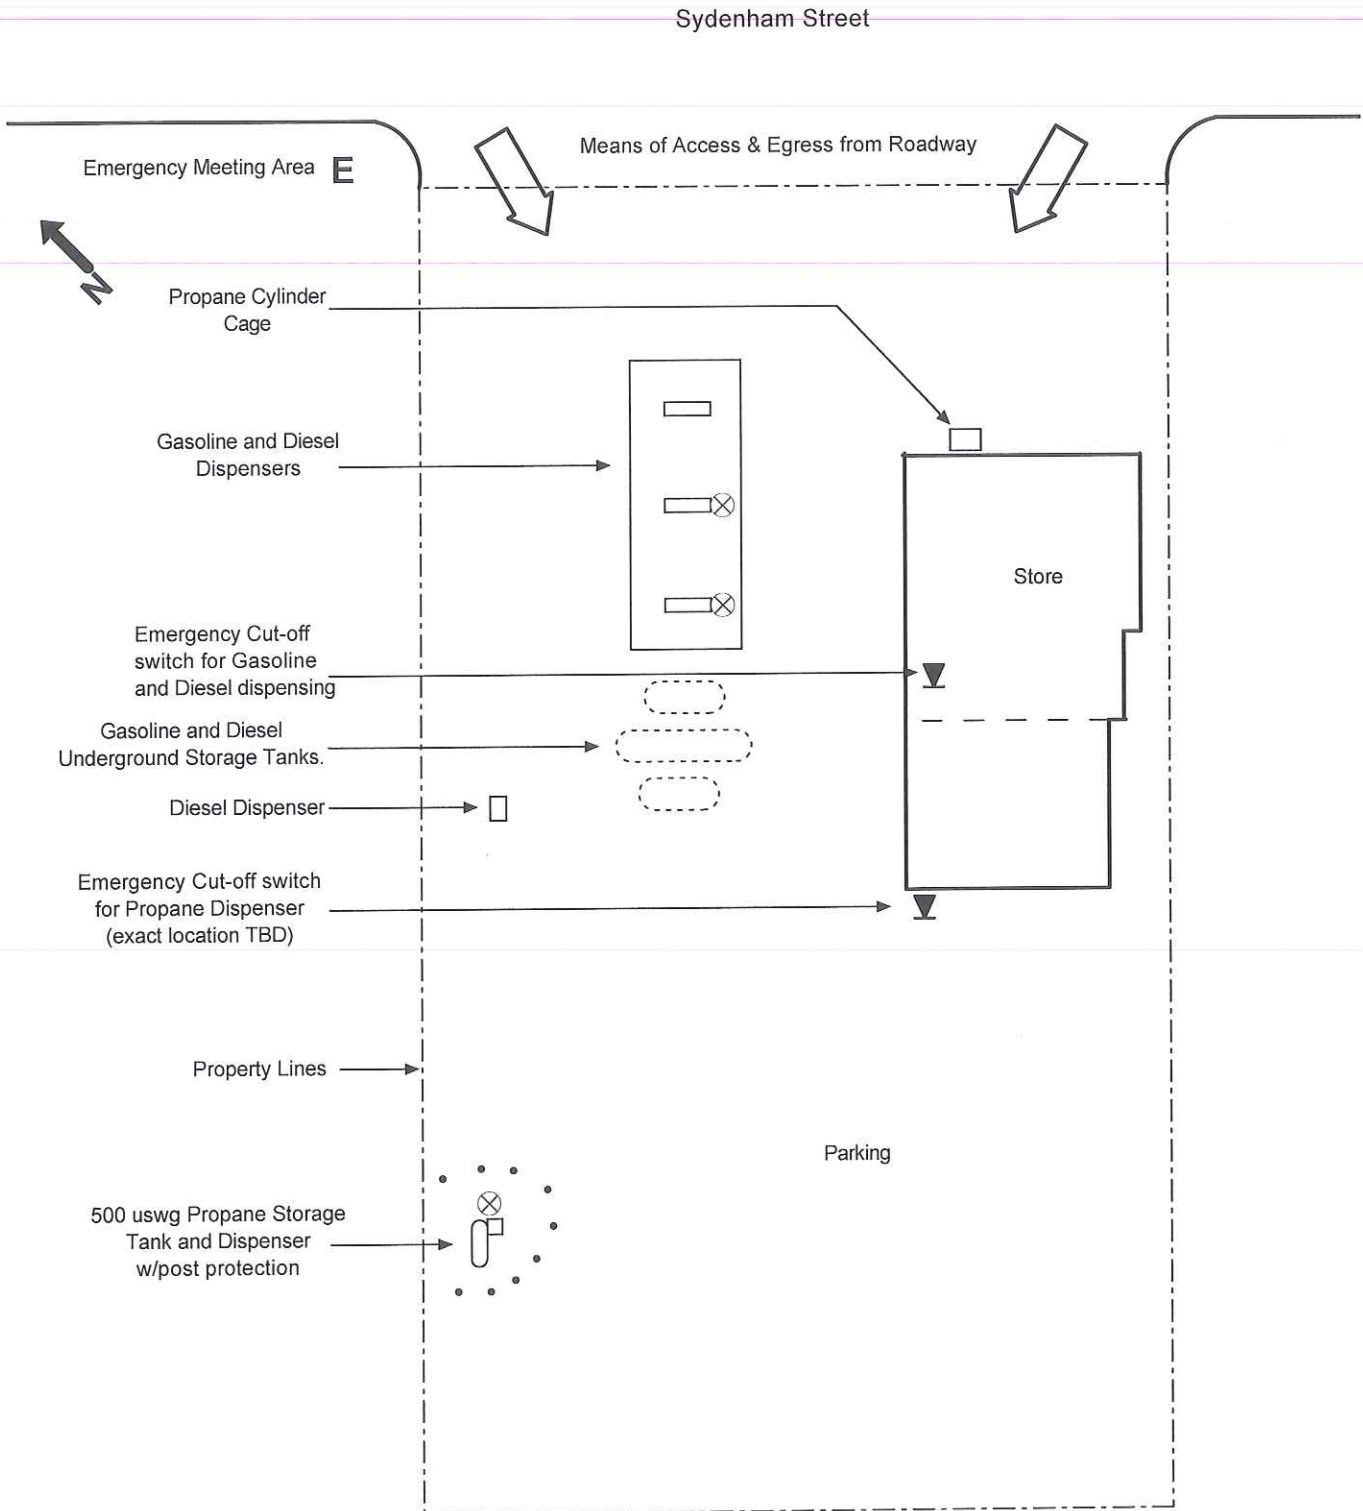 Sydenham Street
Means of Access & Egress from Roadway
Emergency Meeting Area E
N
Propane Cylinder
Cage
Gasoline and Diesel
Dispensers
Store
Emergency Cut-off
switch for Gasoline
and Diesel dispensing
Gasoline and Diesel
Underground Storage Tanks.
Diesel Dispenser
Emergency Cut-off switch
for Propane Dispenser
(exact location TBD)
Property Lines
Parking
500 uswg Propane Storage
Tank and Dispenser
w/post protection